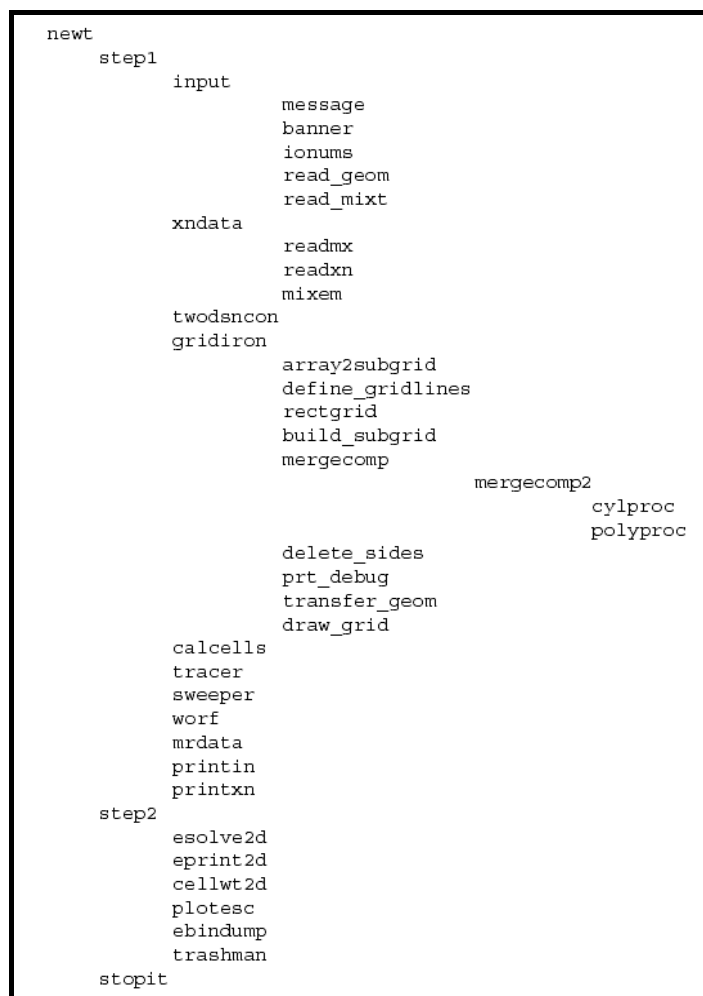 newt
step1
input
message
banner
ionums
read_geom
read_mixt
xndata
readmx
readxn
mixem
twodsncon
gridiron
array2subgrid
define_gridlines
rectgrid
build_subgrid
mergecomp
mergecomp2
cylproc
polyproc
delete_sides
prt_debug
transfer_geom
draw_grid
calcells
tracer
sweeper
worf
mrdata
printin
printxn
step2
esolve2d
eprint2d
cellwt2d
plotesc
ebindump
trashman
stopit